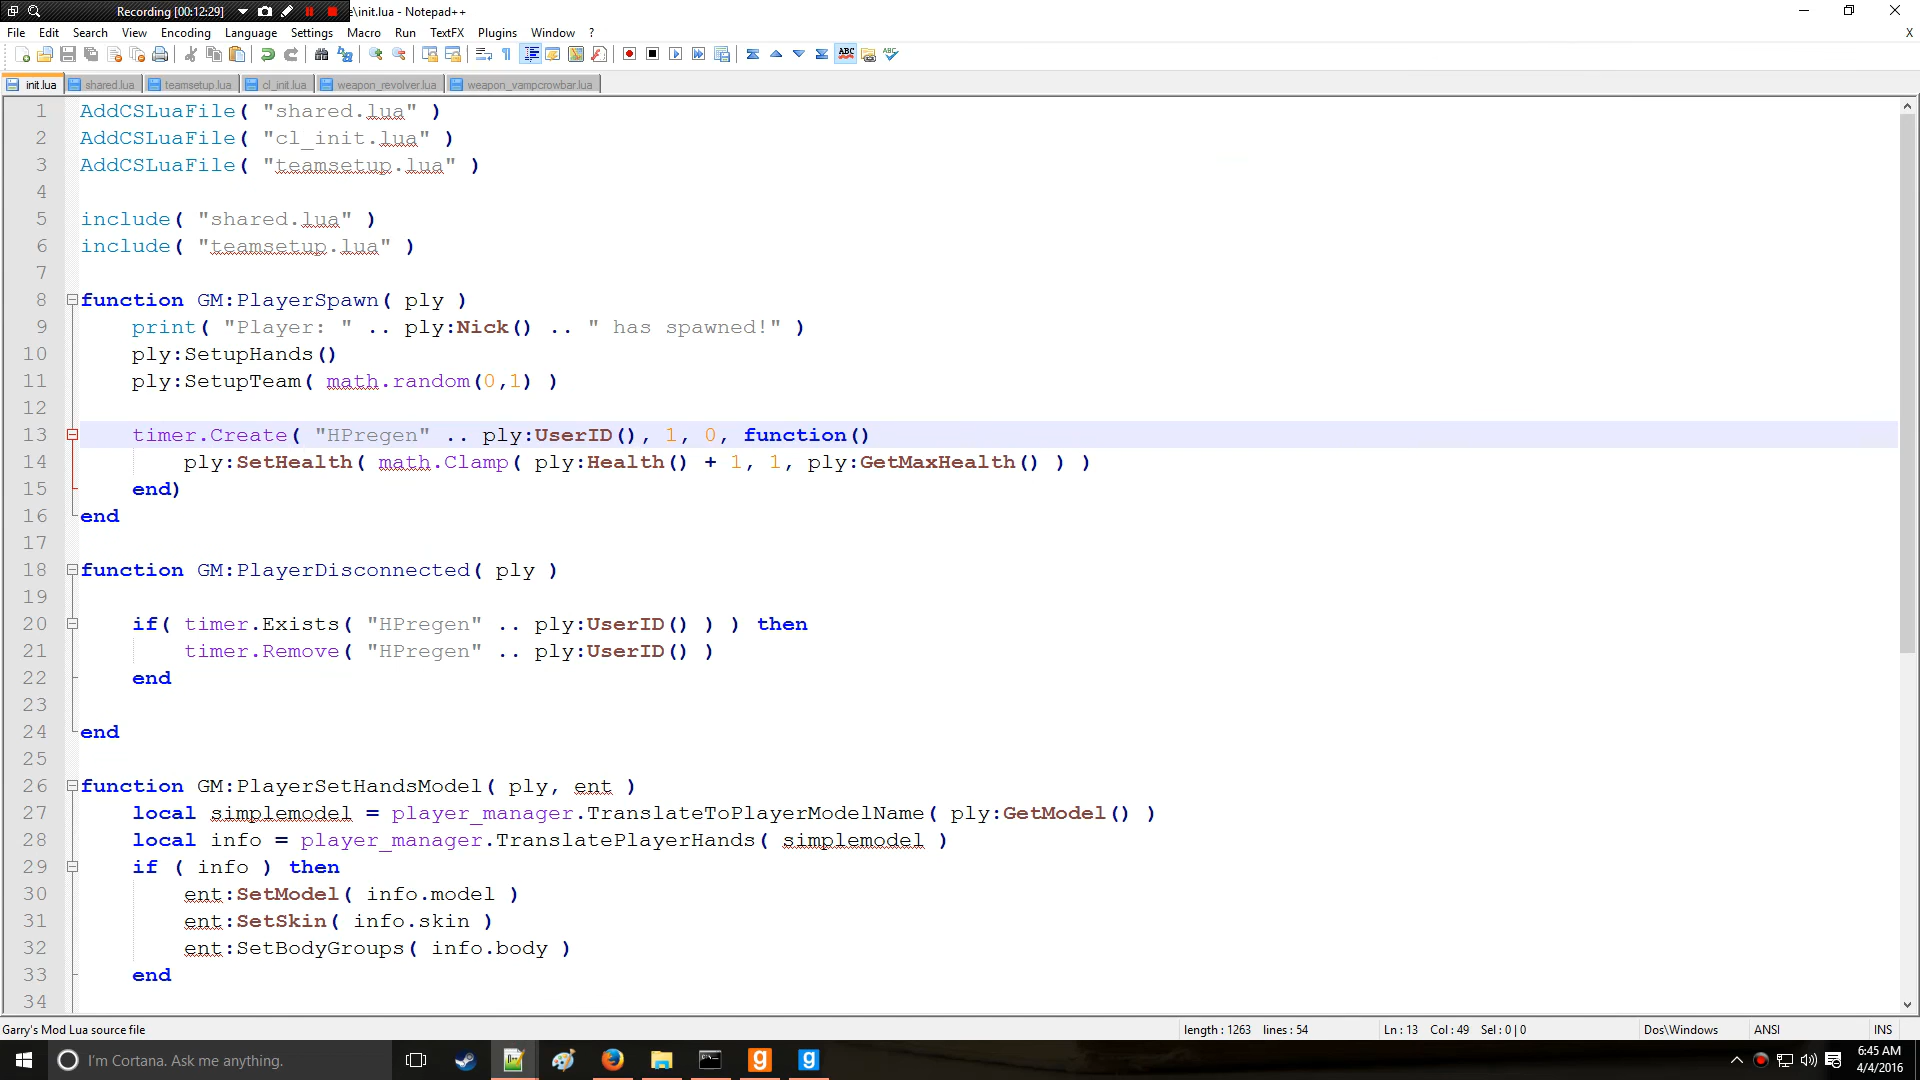 Recording [00:12:29] e\init.lua - Notepad++
File Edit Search View Encoding Language Settings Macro Run TextFX Plugins Window ? X
init.lua shared.lua teamsetup.lua cl_init.lua weapon_revolver.lua weapon_vampcrowbar.lua
1 AddCSLuaFile( "shared.lua" )
2 AddCSLuaFile( "cl_init.lua" )
3 AddCSLuaFile( "teamsetup.lua" )
4
5 include( "shared.lua" )
6 include( "teamsetup.lua" )
7
8 function GM:PlayerSpawn( ply )
9 print( "Player: " .. ply:Nick() .. " has spawned!" )
10 ply:SetupHands()
11 ply:SetupTeam( math.random(0,1) )
12
13 timer.Create( "HPregen" .. ply:UserID(), 1, 0, function()
14 ply:SetHealth( math.Clamp( ply:Health() + 1, 1, ply:GetMaxHealth() ) )
15 end)
16 end
17
18 function GM:PlayerDisconnected( ply )
19
20 if( timer.Exists( "HPregen" .. ply:UserID() ) ) then
21 timer.Remove( "HPregen" .. ply:UserID() )
22 end
23
24 end
25
26 function GM:PlayerSetHandsModel( ply, ent )
27 local simplemodel = player_manager.TranslateToPlayerModelName( ply:GetModel() )
28 local info = player_manager.TranslatePlayerHands( simplemodel )
29 if ( info ) then
30 ent:SetModel( info.model )
31 ent:SetSkin( info.skin )
32 ent:SetBodyGroups( info.body )
33 end
34
Garry's Mod Lua source file length : 1263 lines : 54 Ln : 13 Col : 49 Sel : 0 | 0 Dos\Windows ANSI INS
I'm Cortana. Ask me anything. 6:45 AM
4/4/2016